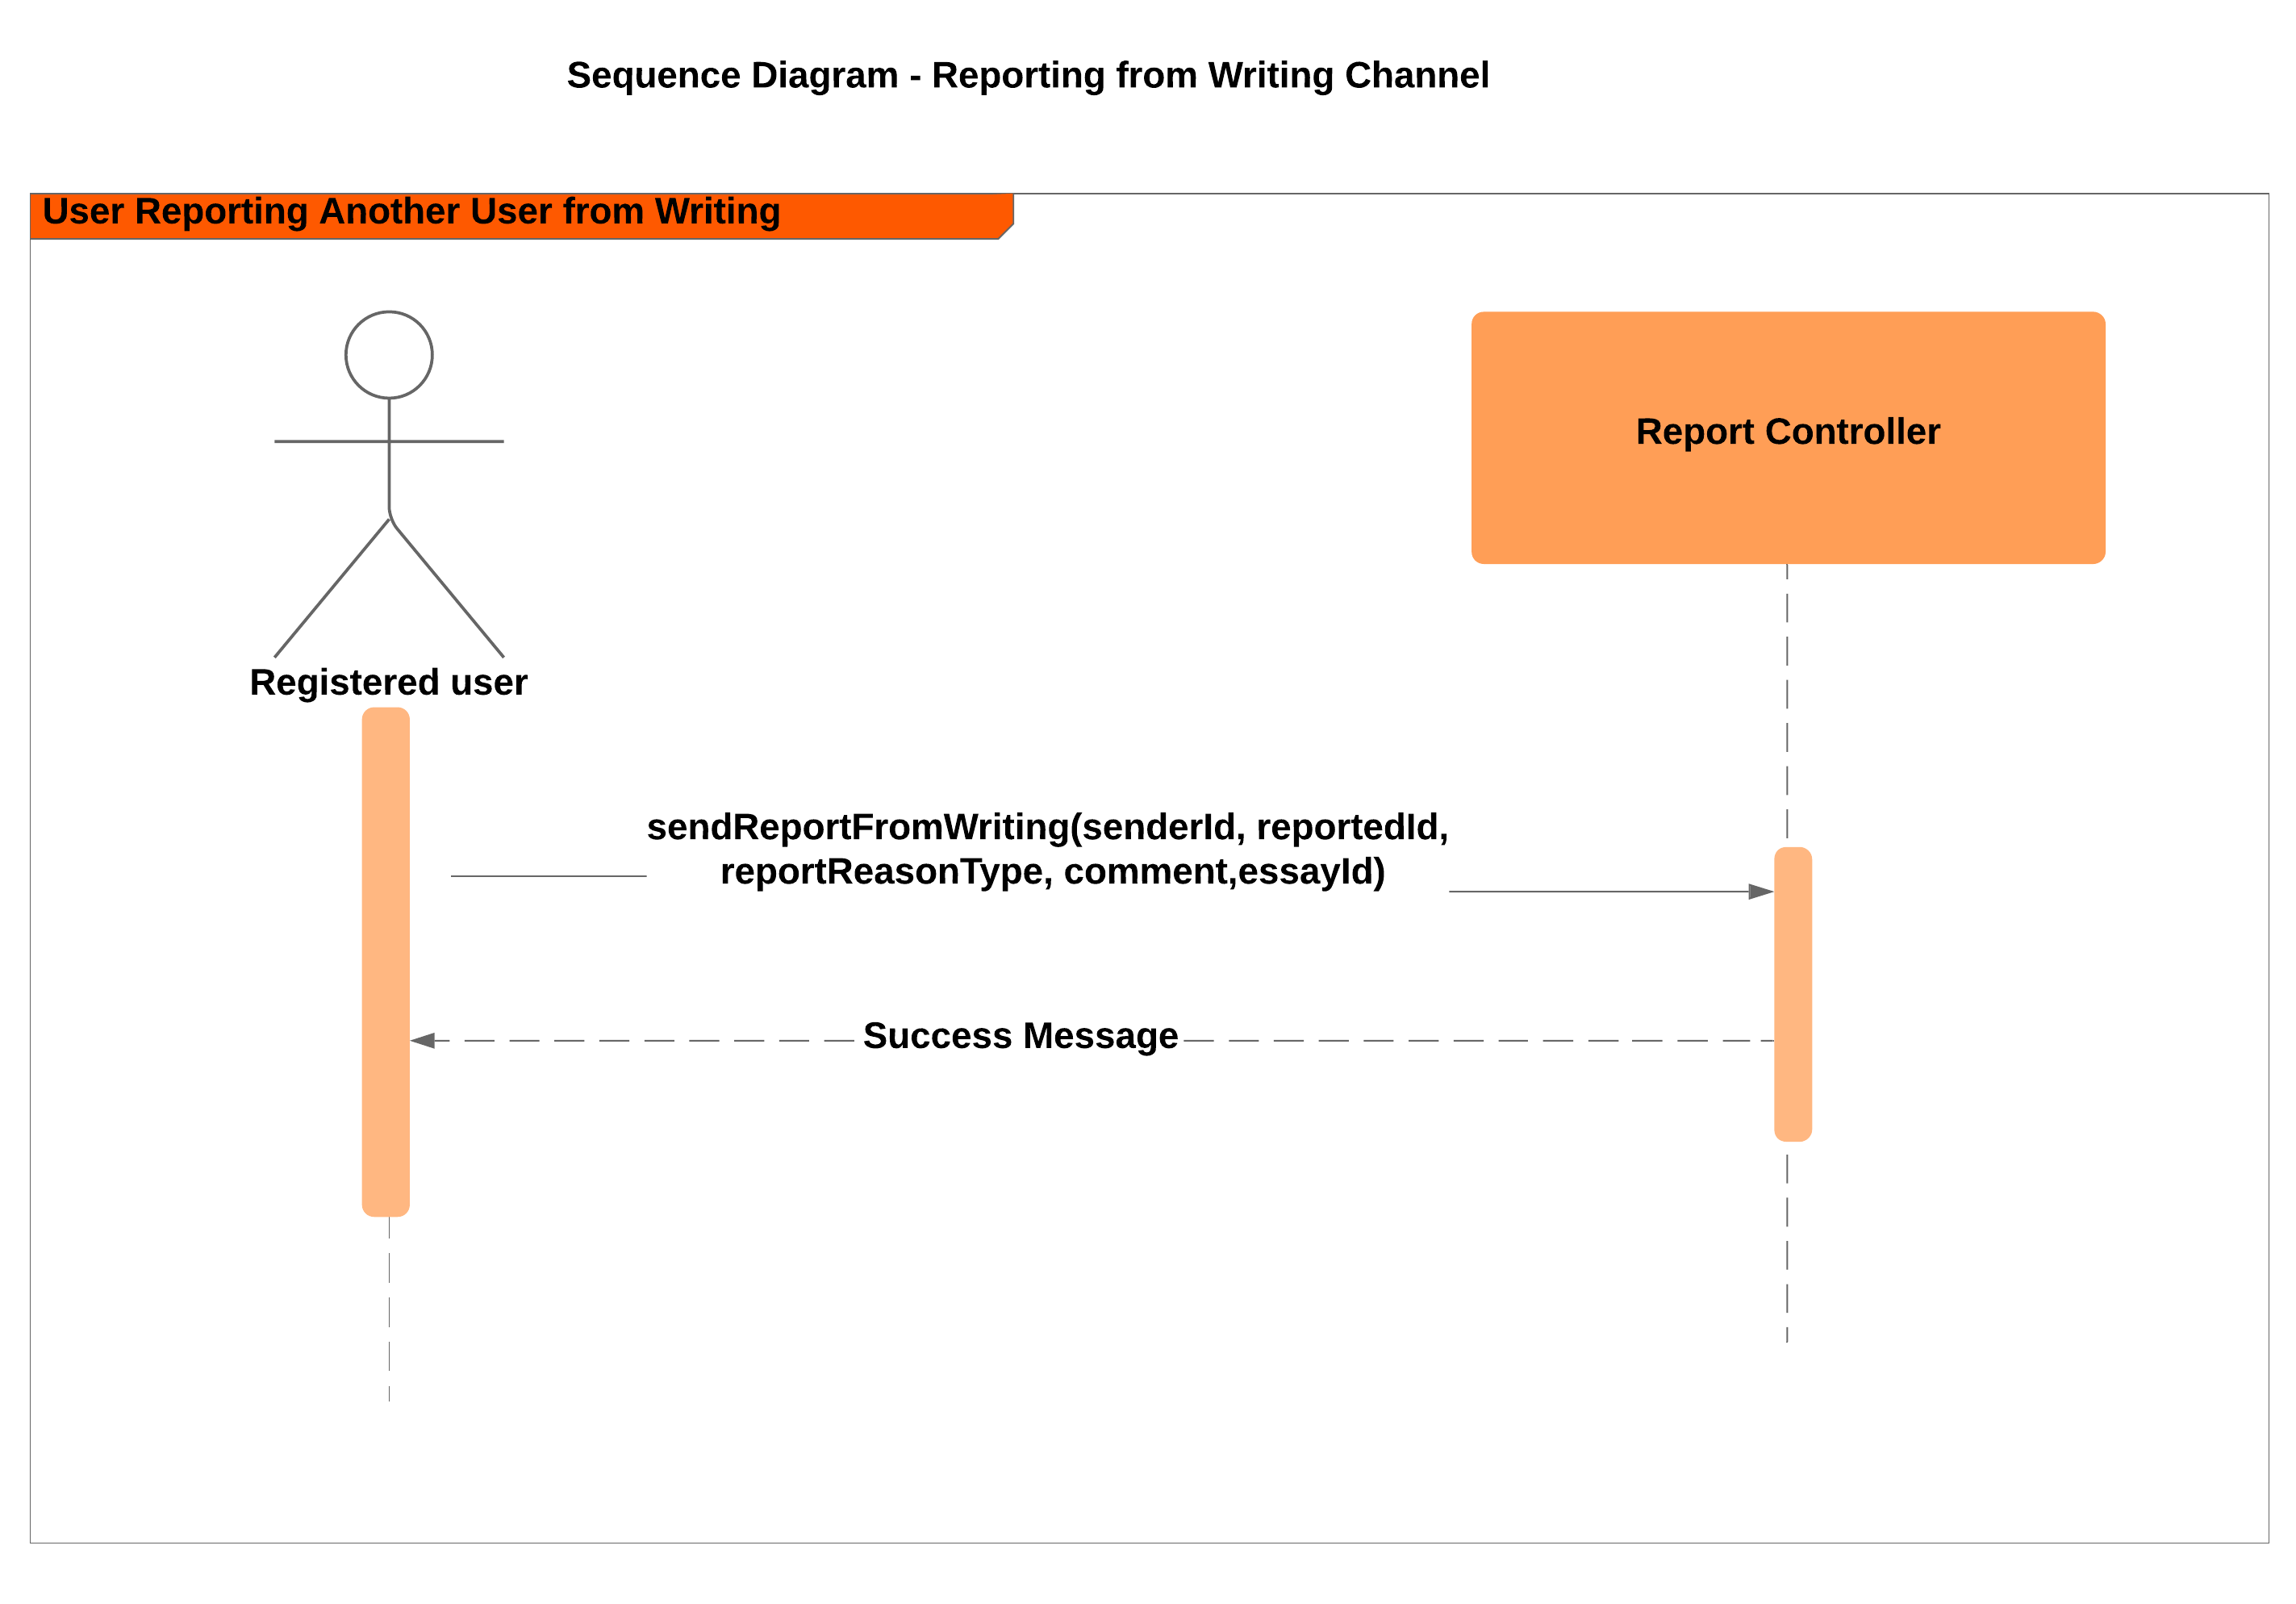 Sequence Diagram - Reporting from Writing Channel
User Reporting Another User from Writing
Report Controller
Registered user
sendReportFromWriting(senderId, reportedId,
reportReasonType, comment,essayId)
Success Message